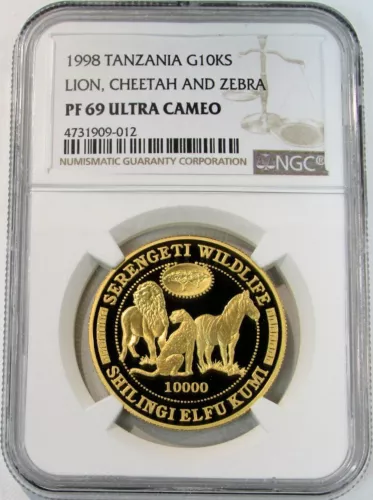 1998 TANZANIA G10KS
LION, CHEETAH AND ZEBRA
PF 69 ULTRA CAMEO
4731909-012
NUMISMATIC GUARANTY CORPORATION
NGC®
SERENGETI WILDLIFE
10000
SHILINGI ELFU KUMI